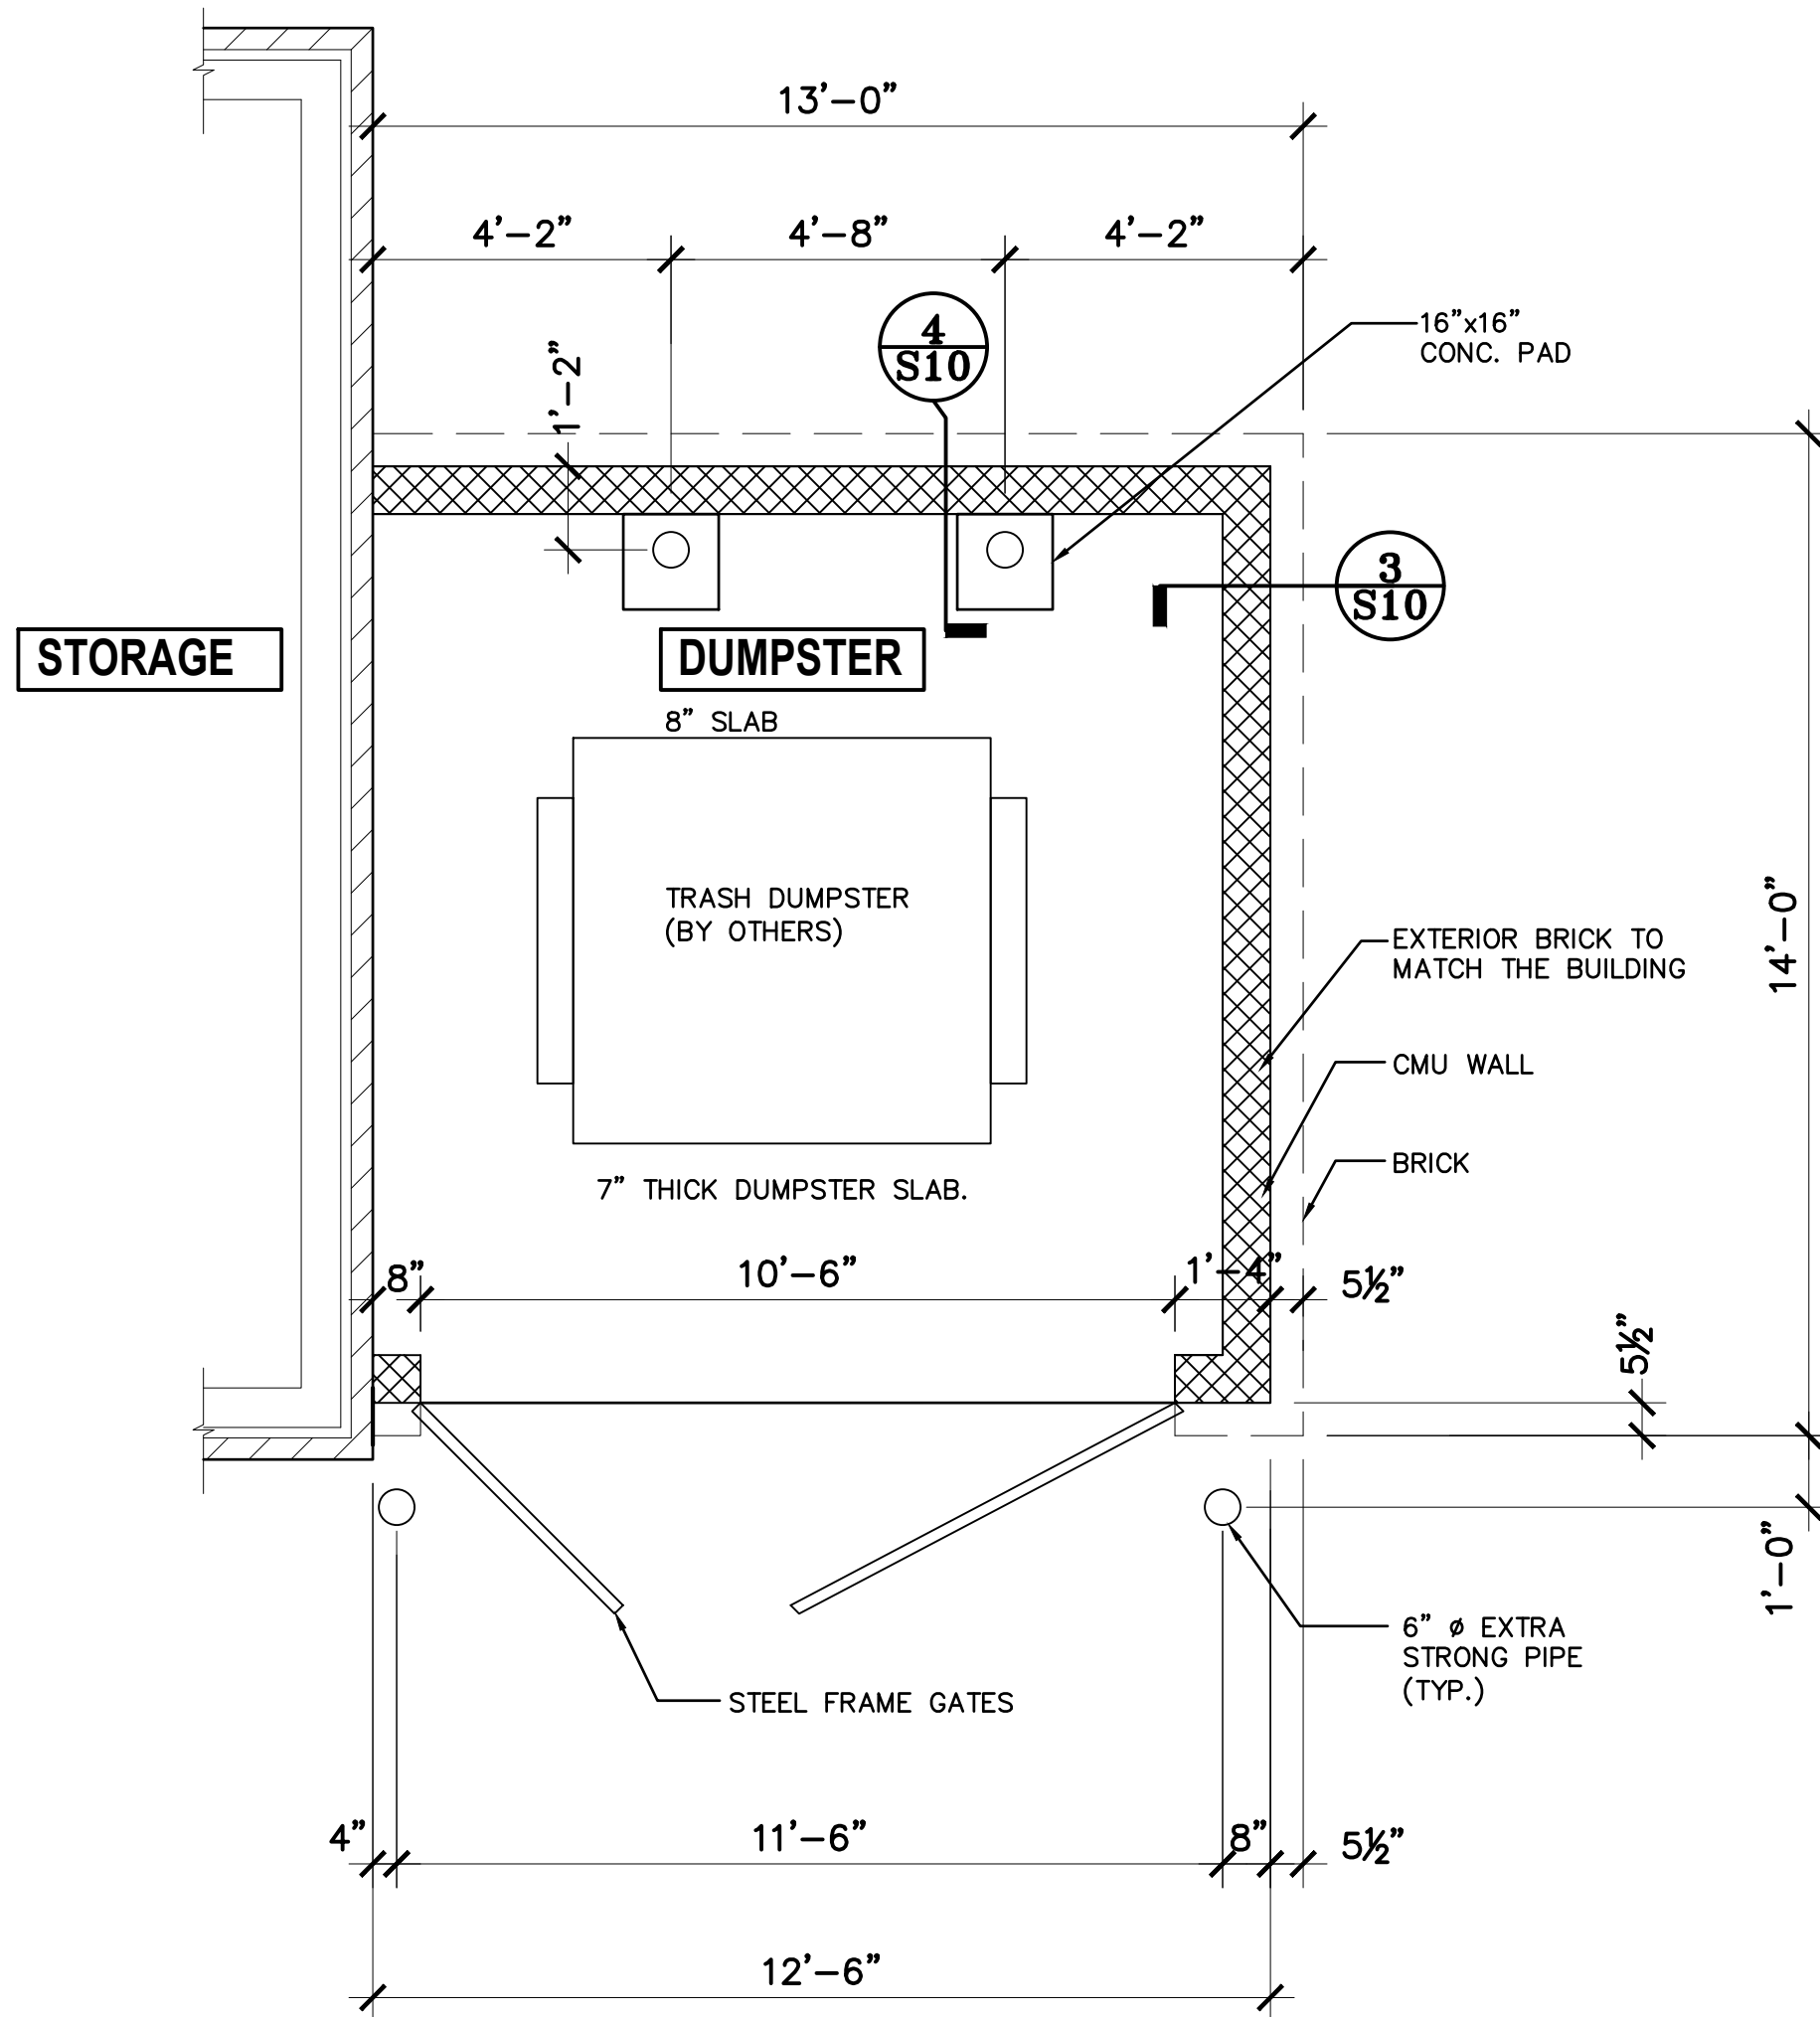 13'-0"
4'-2" 4'-8" 4'-2"
16"x16"
CONC. PAD
4
S10
1'-2"
3
S10
STORAGE
DUMPSTER
8" SLAB
TRASH DUMPSTER
(BY OTHERS)
14'-0"
EXTERIOR BRICK TO
MATCH THE BUILDING
CMU WALL
BRICK
7" THICK DUMPSTER SLAB.
8" 10'-6" 1'-4" 5½"
5½"
1'-0"
6" ø EXTRA
STRONG PIPE
(TYP.)
STEEL FRAME GATES
4" 11'-6" 8" 5½"
12'-6"